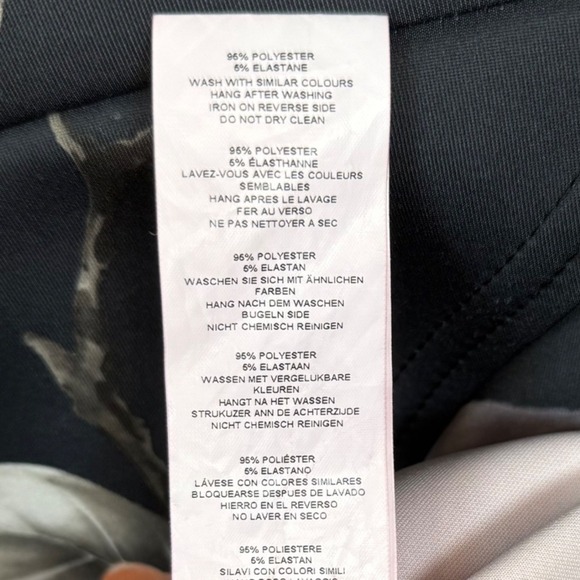 95% POLYESTER
5% ELASTANE
WASH WITH SIMILAR COLOURS
HANG AFTER WASHING
IRON ON REVERSE SIDE
DO NOT DRY CLEAN
95% POLYESTER
5% ÉLASTHANNE
LAVEZ-VOUS AVEC LES COULEURS
SEMBLABLES
HANG APRES LE LAVAGE
FER AU VERSO
NE PAS NETTOYER A SEC
95% POLYESTER
5% ELASTAN
WASCHEN SIE SICH MIT ÄHNLICHEN
FARBEN
HANG NACH DEM WASCHEN
BUGELN SIDE
NICHT CHEMISCH REINIGEN
95% POLYESTER
5% ELASTAAN
WASSEN MET VERGELUKBARE
KLEUREN
HANGT NA HET WASSEN
STRUKUZER ANN DE ACHTERZIJDE
NICHT CHEMISCH REINIGEN
95% POLIÉSTER
5% ELASTANO
LÁVESE CON COLORES SIMILARES
BLOQUEARSE DESPUES DE LAVADO
HIERRO EN EL REVERSO
NO LAVER EN SECO
95% POLIESTERE
5% ELASTAN
SILAVI CON COLORI SIMILI